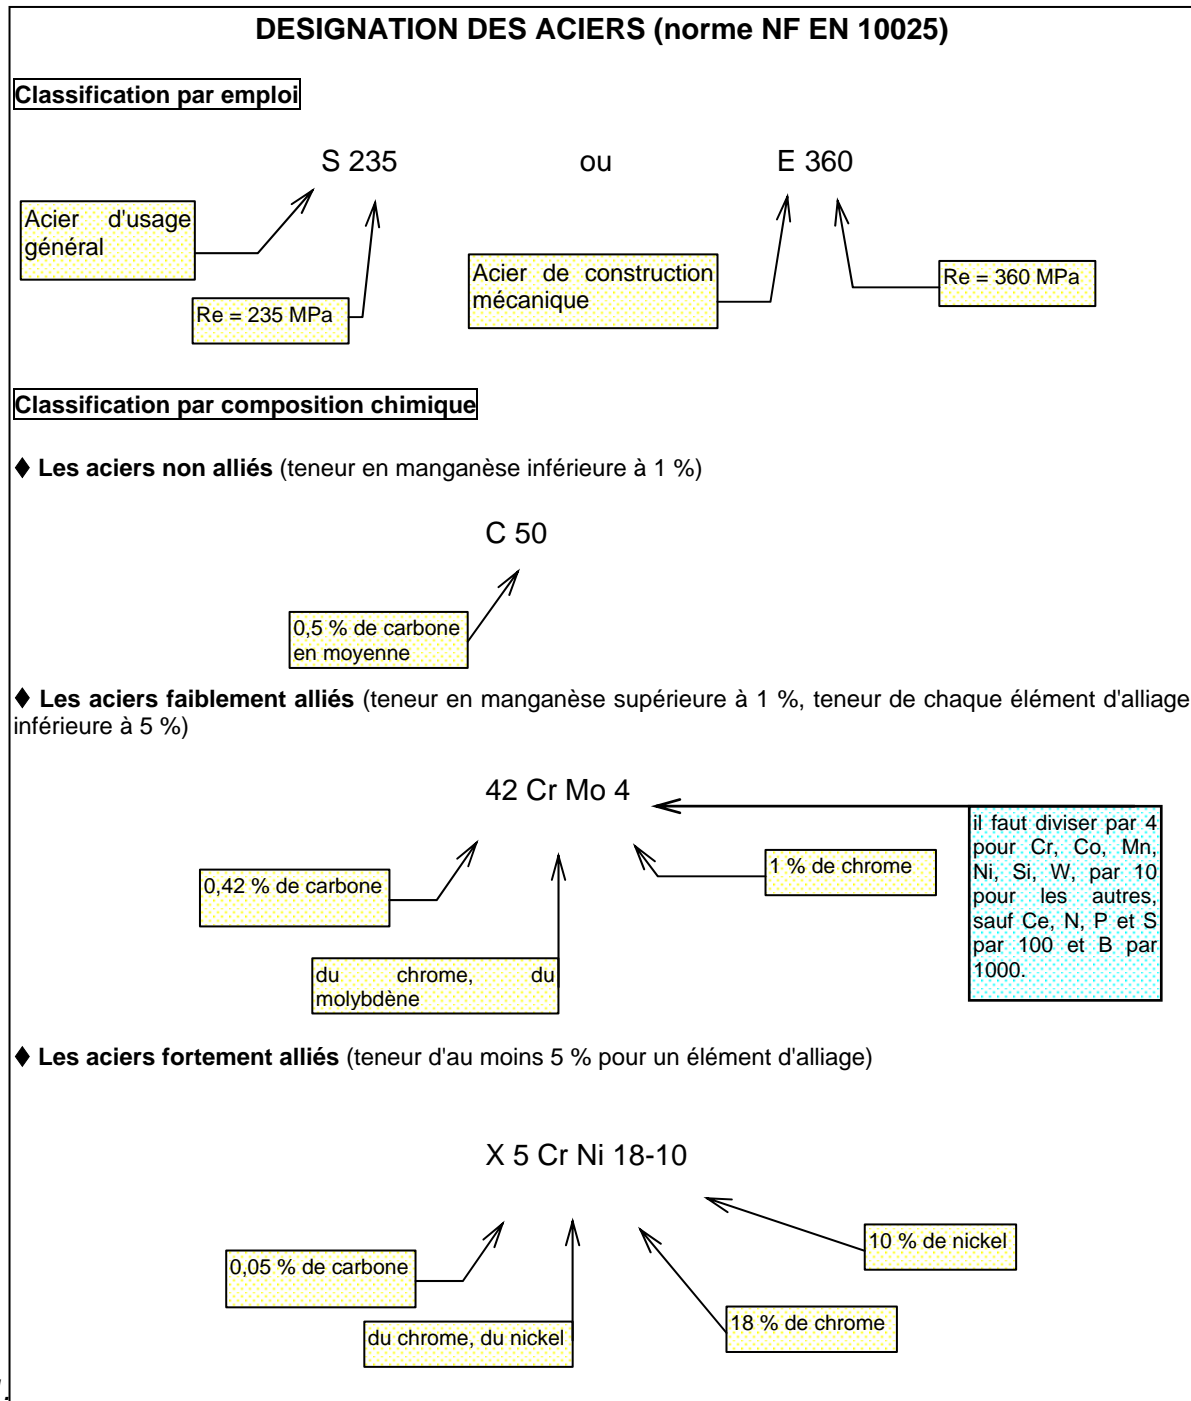 DESIGNATION DES ACIERS (norme NF EN 10025)
Classification par emploi
S 235
ou
E 360
Acier d'usage
général
Re = 235 MPa
Acier de construction
mécanique
Re = 360 MPa
Classification par composition chimique
♦ Les aciers non alliés (teneur en manganèse inférieure à 1 %)
C 50
0,5 % de carbone
en moyenne
♦ Les aciers faiblement alliés (teneur en manganèse supérieure à 1 %, teneur de chaque élément d'alliage
inférieure à 5 %)
42 Cr Mo 4
0,42 % de carbone
du chrome, du
molybdène
1 % de chrome
il faut diviser par 4
pour Cr, Co, Mn,
Ni, Si, W, par 10
pour les autres,
sauf Ce, N, P et S
par 100 et B par
1000.
♦ Les aciers fortement alliés (teneur d'au moins 5 % pour un élément d'alliage)
X 5 Cr Ni 18-10
0,05 % de carbone
du chrome, du nickel
18 % de chrome
10 % de nickel